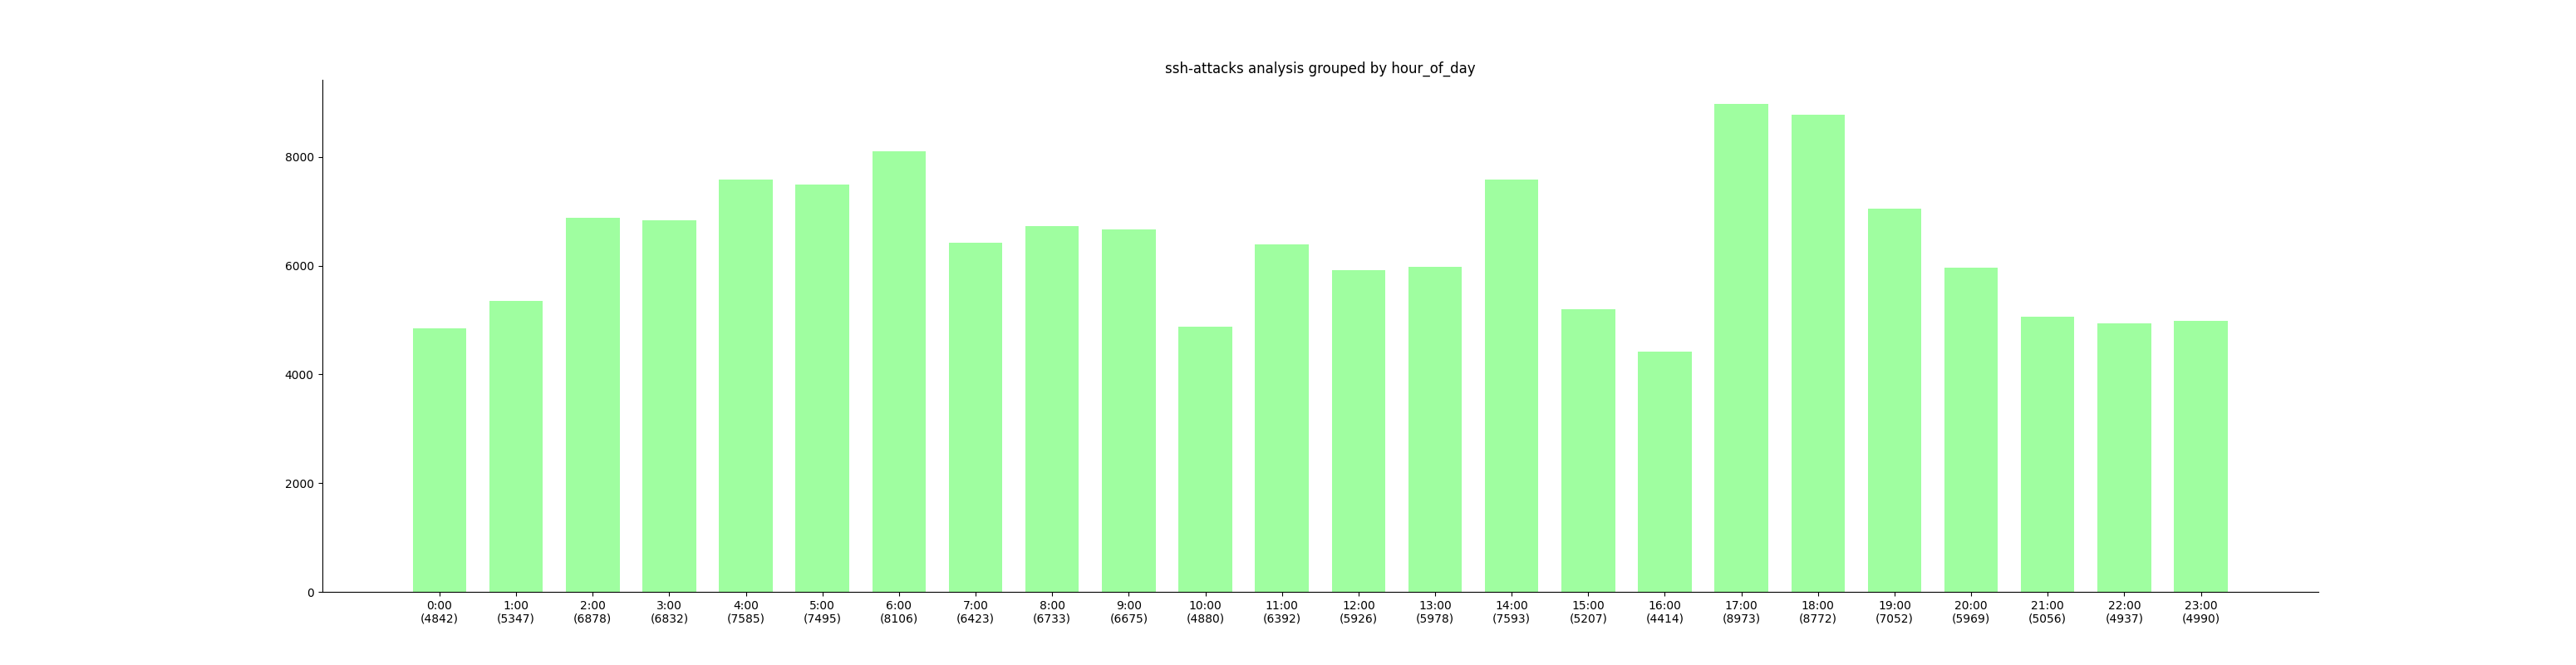 ssh-attacks analysis grouped by hour_of_day
8000
6000
4000
2000
0
0:00 1:00 2:00 3:00 4:00 5:00 6:00 7:00 8:00 9:00 10:00 11:00 12:00 13:00 14:00 15:00 16:00 17:00 18:00 19:00 20:00 21:00 22:00 23:00
(4842) (5347) (6878) (6832) (7585) (7495) (8106) (6423) (6733) (6675) (4880) (6392) (5926) (5978) (7593) (5207) (4414) (8973) (8772) (7052) (5969) (5056) (4937) (4990)